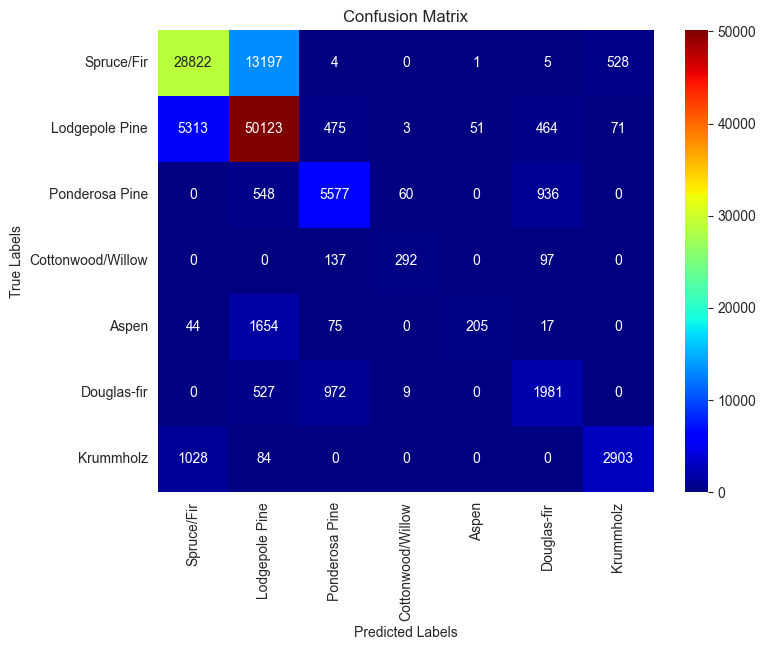 Confusion Matrix
Spruce/Fir 28822 13197 4 0 1 5 528
Lodgepole Pine 5313 50123 475 3 51 464 71
Ponderosa Pine 0 548 5577 60 0 936 0
Cottonwood/Willow 0 0 137 292 0 97 0
Aspen 44 1654 75 0 205 17 0
Douglas-fir 0 527 972 9 0 1981 0
Krummholz 1028 84 0 0 0 0 2903
True Labels
Spruce/Fir
Lodgepole Pine
Ponderosa Pine
Cottonwood/Willow
Aspen
Douglas-fir
Krummholz
Predicted Labels
50000
40000
30000
20000
10000
0